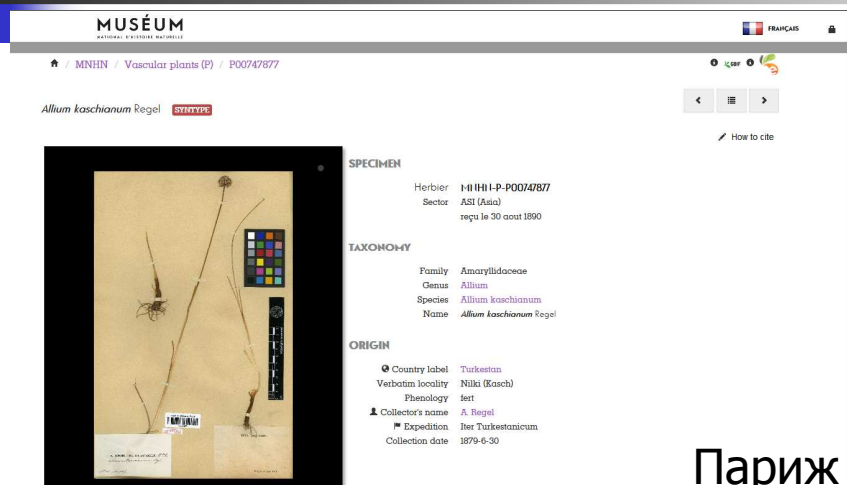 MUSÉUM
NATIONAL D'HISTOIRE NATURELLE
FRANÇAIS
/ MNHN / Vascular plants (P) / P00747877
GBIF
Allium kaschianum Regel SYNTYPE
How to cite
SPECIMEN
Herbier MNHN-P-P00747877
Sector ASI (Asia)
reçu le 30 aout 1890
TAXONOMY
Family Amaryllidaceae
Genus Allium
Species Allium kaschianum
Name Allium kaschianum Regel
ORIGIN
Country label Turkestan
Verbatim locality Nilki (Kasch)
Phenology fert
Collector's name A. Regel
Expedition Iter Turkestanicum
Collection date 1879-6-30
Париж